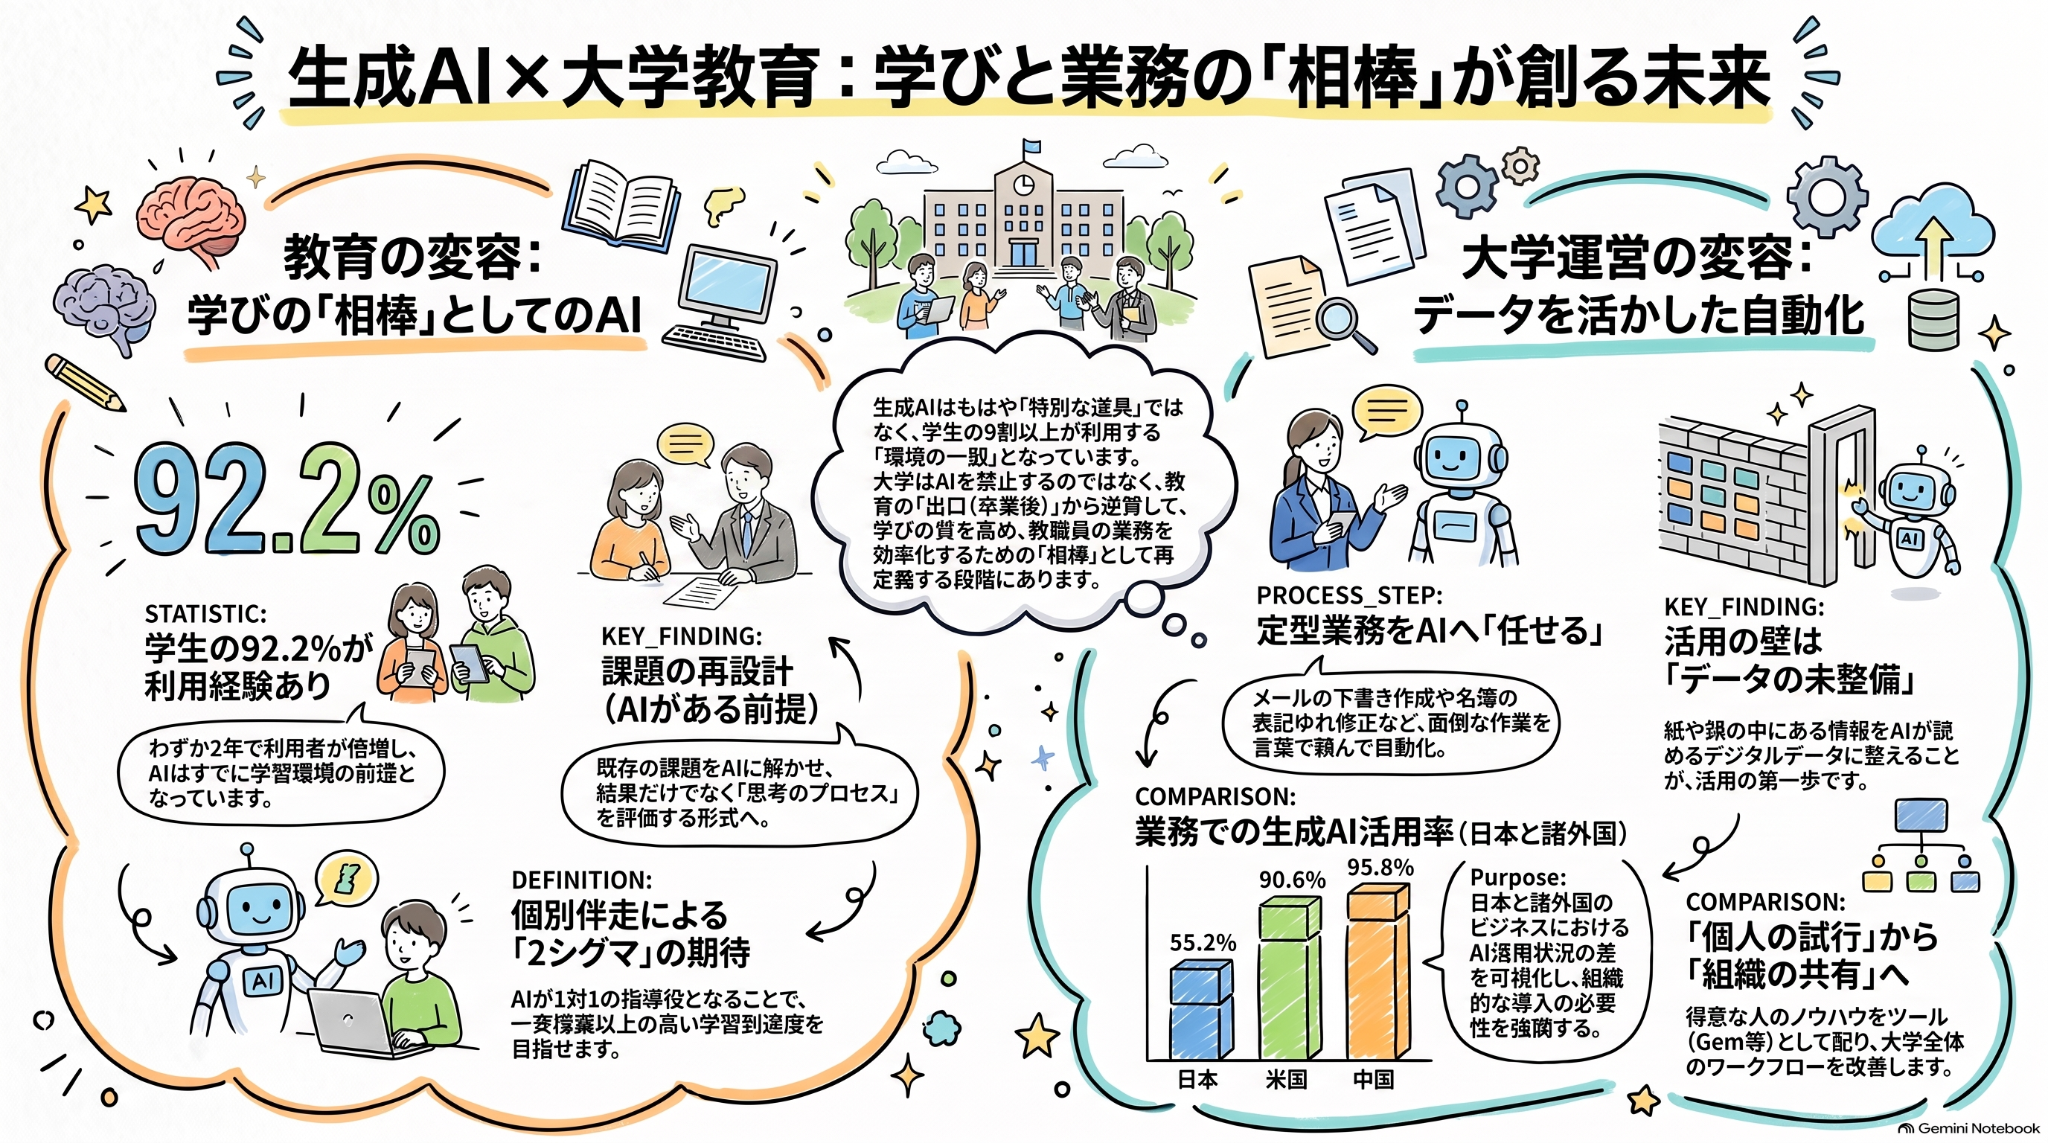 生成AI×大学教育：学びと業務の「相棒」が創る未来
教育の変容：
学びの「相棒」としてのAI
92.2%
STATISTIC:
学生の92.2%が
利用経験あり
わずか2年で利用者が倍増し、
AIはすでに学習環境の前提と
なっています。
KEY_FINDING:
課題の再設計
（AIがある前提）
既存の課題をAIに解かせ、
結果だけでなく「思考のプロセス」
を評価する形式へ。
AI
DEFINITION:
個別伴走による
「2シグマ」の期待
AIが1対1の指導役となることで、
以上の高い学習到達度を
目指せます。
生成AIはもはや「特別な道具」では
なく、学生の9割以上が利用する
「環境の一」となっています。
大学はAIを禁止するのではなく、教
育の「出口（卒業後）」から逆して、
学びの質を高め、教職員の業務を
効率化するための「相棒」として再
定義する段階にあります。
大学運営の変容：
データを活かした自動化
PROCESS_STEP:
定型業務をAIへ「任せる」
メールの下書き作成や名簿の
表記ゆれ修正など、面倒な作業を
言葉で頼んで自動化。
AI
KEY_FINDING:
活用の壁は
「データの未整備」
紙やの中にある情報をAIが読
めるデジタルデータに整えること
が、活用の第一歩です。
COMPARISON:
業務での生成AI活用率（日本と諸外国）
55.2%
90.6%
95.8%
日本
米国
中国
Purpose:
日本と諸外国の
ビジネスにおける
AI活用状況の差
を可視化し、組織
的な導入の必要
性を強する。
COMPARISON:
「個人の試行」から
「組織の共有」へ
得意な人のノウハウをツール
（Gem等）として配り、大学全体
のワークフローを改善します。
Gemini Notebook